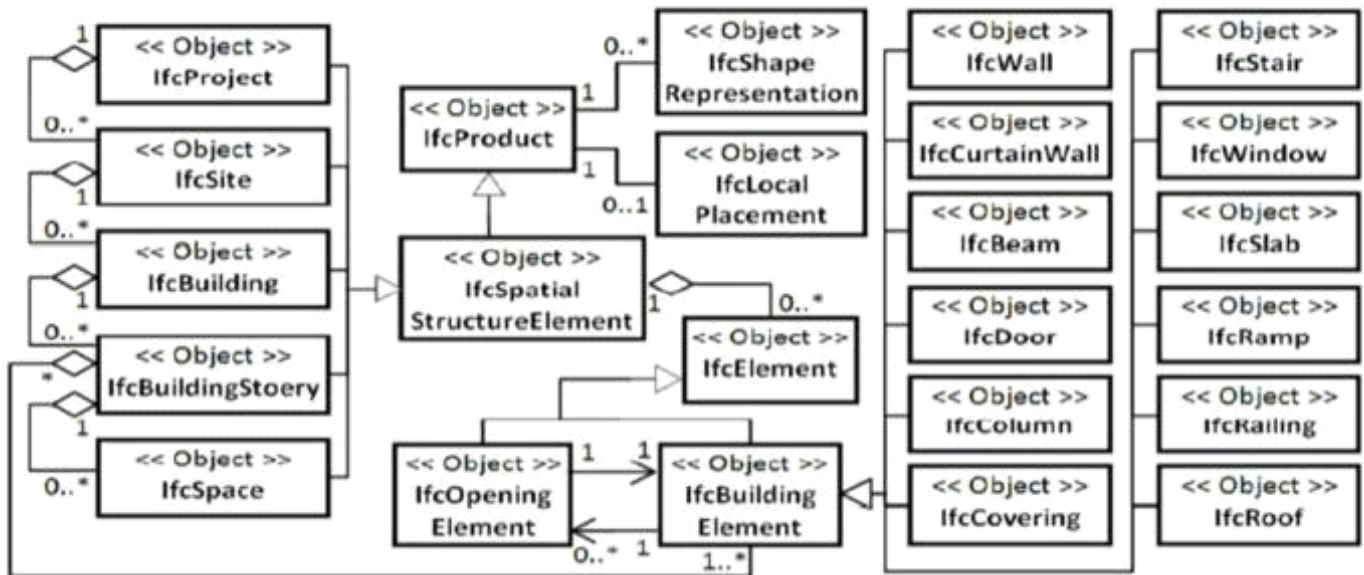 1
<< Object >>
IfcProject
0..*
<< Object >>
IfcSite
1
0..*
<< Object >>
IfcBuilding
1
0..*
<< Object >>
IfcBuildingStoery
*
1
<< Object >>
IfcSpace
0..*
<< Object >>
IfcProduct
1
0..*
<< Object >>
IfcShape
Representation
1
0..1
<< Object >>
IfcLocal
Placement
<< Object >>
IfcSpatial
StructureElement
1
0..*
<< Object >>
IfcElement
<< Object >>
IfcOpening
Element
1
1
0..*
1
<< Object >>
IfcBuilding
Element
1..*
<< Object >>
IfcWall
<< Object >>
IfcCurtainWall
<< Object >>
IfcBeam
<< Object >>
IfcDoor
<< Object >>
IfcColumn
<< Object >>
IfcCovering
<< Object >>
IfcStair
<< Object >>
IfcWindow
<< Object >>
IfcSlab
<< Object >>
IfcRamp
<< Object >>
IfcRailing
<< Object >>
IfcRoof